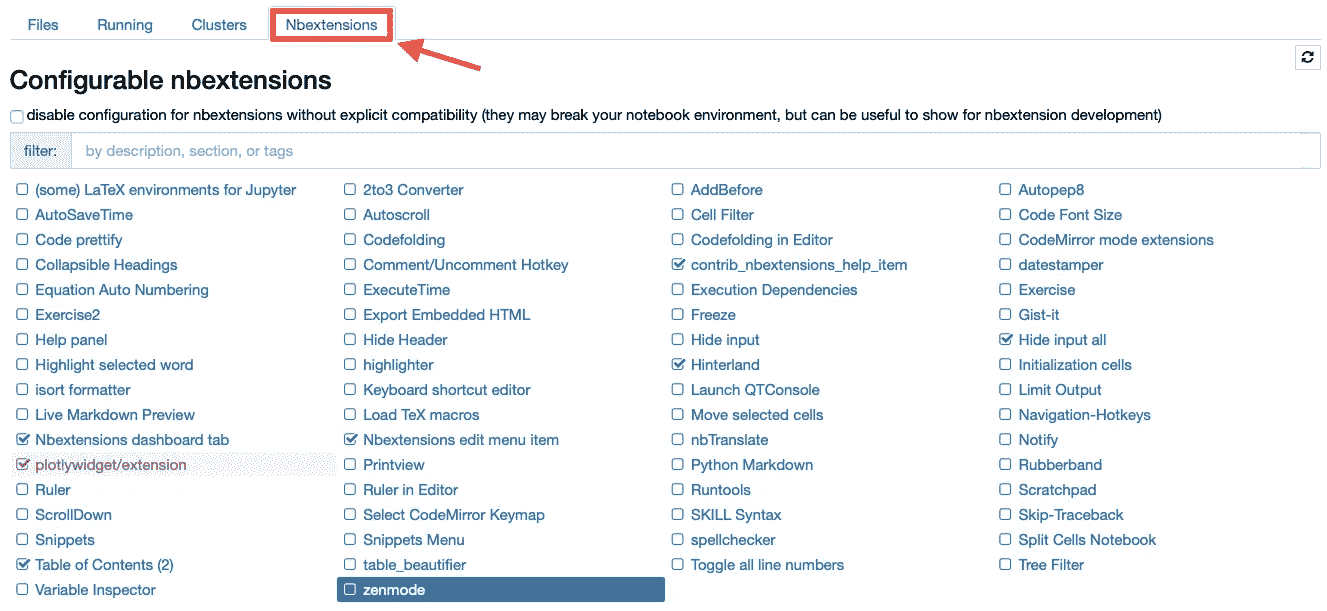 Files Running Clusters Nbextensions
Configurable nbextensions
disable configuration for nbextensions without explicit compatibility (they may break your notebook environment, but can be useful to show for nbextension development)
filter: by description, section, or tags
(some) LaTeX environments for Jupyter 2to3 Converter AddBefore Autopep8
AutoSaveTime Autoscroll Cell Filter Code Font Size
Code prettify Codefolding Codefolding in Editor CodeMirror mode extensions
Collapsible Headings Comment/Uncomment Hotkey contrib_nbextensions_help_item datestamper
Equation Auto Numbering ExecuteTime Execution Dependencies Exercise
Exercise2 Export Embedded HTML Freeze Gist-it
Help panel Hide Header Hide input Hide input all
Highlight selected word highlighter Hinterland Initialization cells
isort formatter Keyboard shortcut editor Launch QTConsole Limit Output
Live Markdown Preview Load TeX macros Move selected cells Navigation-Hotkeys
Nbextensions dashboard tab Nbextensions edit menu item nbTranslate Notify
plotlywidget/extension Printview Python Markdown Rubberband
Ruler Ruler in Editor Runtools Scratchpad
ScrollDown Select CodeMirror Keymap SKILL Syntax Skip-Traceback
Snippets Snippets Menu spellchecker Split Cells Notebook
Table of Contents (2) table_beautifier Toggle all line numbers Tree Filter
Variable Inspector zenmode